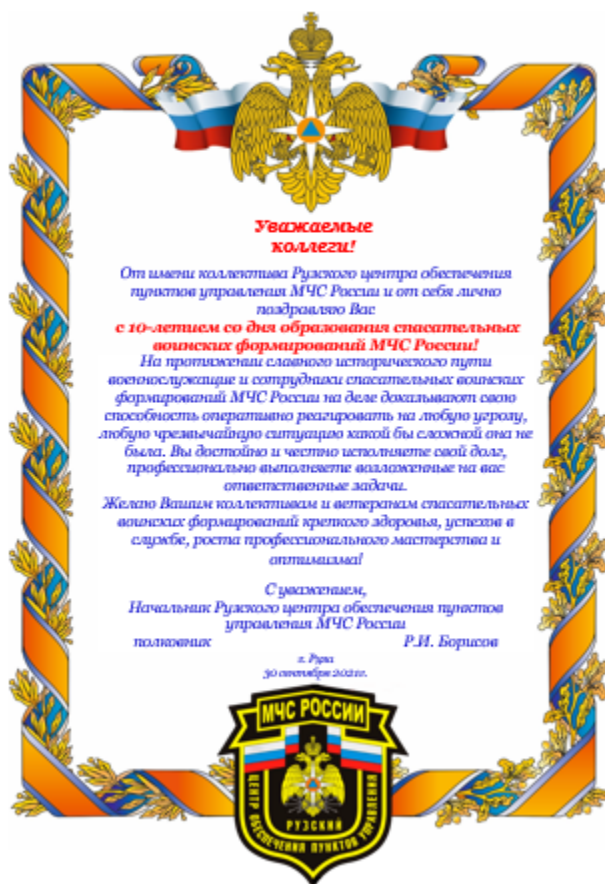 Уважаемые
коллеги!
От имени коллектива Рузского центра обеспечения
пунктов управления МЧС России и от себя лично
поздравляю Вас
с 10-летием со дня образования спасательных
воинских формирований МЧС России!
На протяжении славного исторического пути
военнослужащие и сотрудники спасательных воинских
формирований МЧС России на деле доказывают свою
способность оперативно реагировать на любую угрозу,
любую чрезвычайную ситуацию какой бы сложной она не
была. Вы достойно и честно исполняете свой долг,
профессионально выполняете возложенные на вас
ответственные задачи.
Желаю Вашим коллективам и ветеранам спасательных
воинских формирований крепкого здоровья, успехов в
службе, роста профессионального мастерства и
оптимизма!
С уважением,
Начальник Рузского центра обеспечения пунктов
управления МЧС России
полковник Р.И. Борисов
г. Руза
30 сентября 2021г.
МЧС РОССИИ
РУЗСКИЙ
ЦЕНТР ОБЕСПЕЧЕНИЯ ПУНКТОВ УПРАВЛЕНИЯ